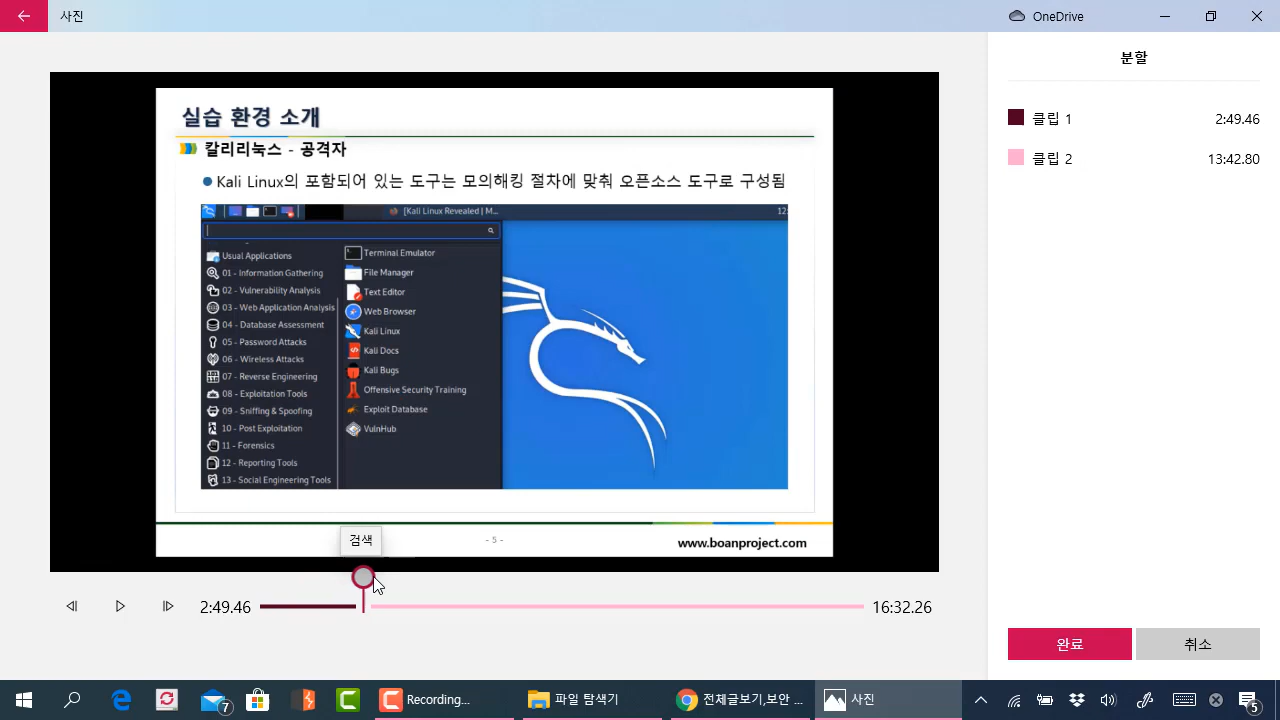 사진
OneDrive
분할
클립 1 2:49.46
클립 2 13:42.80
실습 환경 소개
칼리리눅스 - 공격자
Kali Linux의 포함되어 있는 도구는 모의해킹 절차에 맞춰 오픈소스 도구로 구성됨
[Kali Linux Revealed | M...
12:
Usual Applications
01 - Information Gathering
02 - Vulnerability Analysis
03 - Web Application Analysis
04 - Database Assessment
05 - Password Attacks
06 - Wireless Attacks
07 - Reverse Engineering
08 - Exploitation Tools
09 - Sniffing & Spoofing
10 - Post Exploitation
11 - Forensics
12 - Reporting Tools
13 - Social Engineering Tools
Terminal Emulator
File Manager
Text Editor
Web Browser
Kali Linux
Kali Docs
Kali Bugs
Offensive Security Training
Exploit Database
VulnHub
- 5 -
www.boanproject.com
검색
2:49.46
16:32.26
완료
취소
7
Recording...
파일 탐색기
전체글보기,보안 ...
사진
5